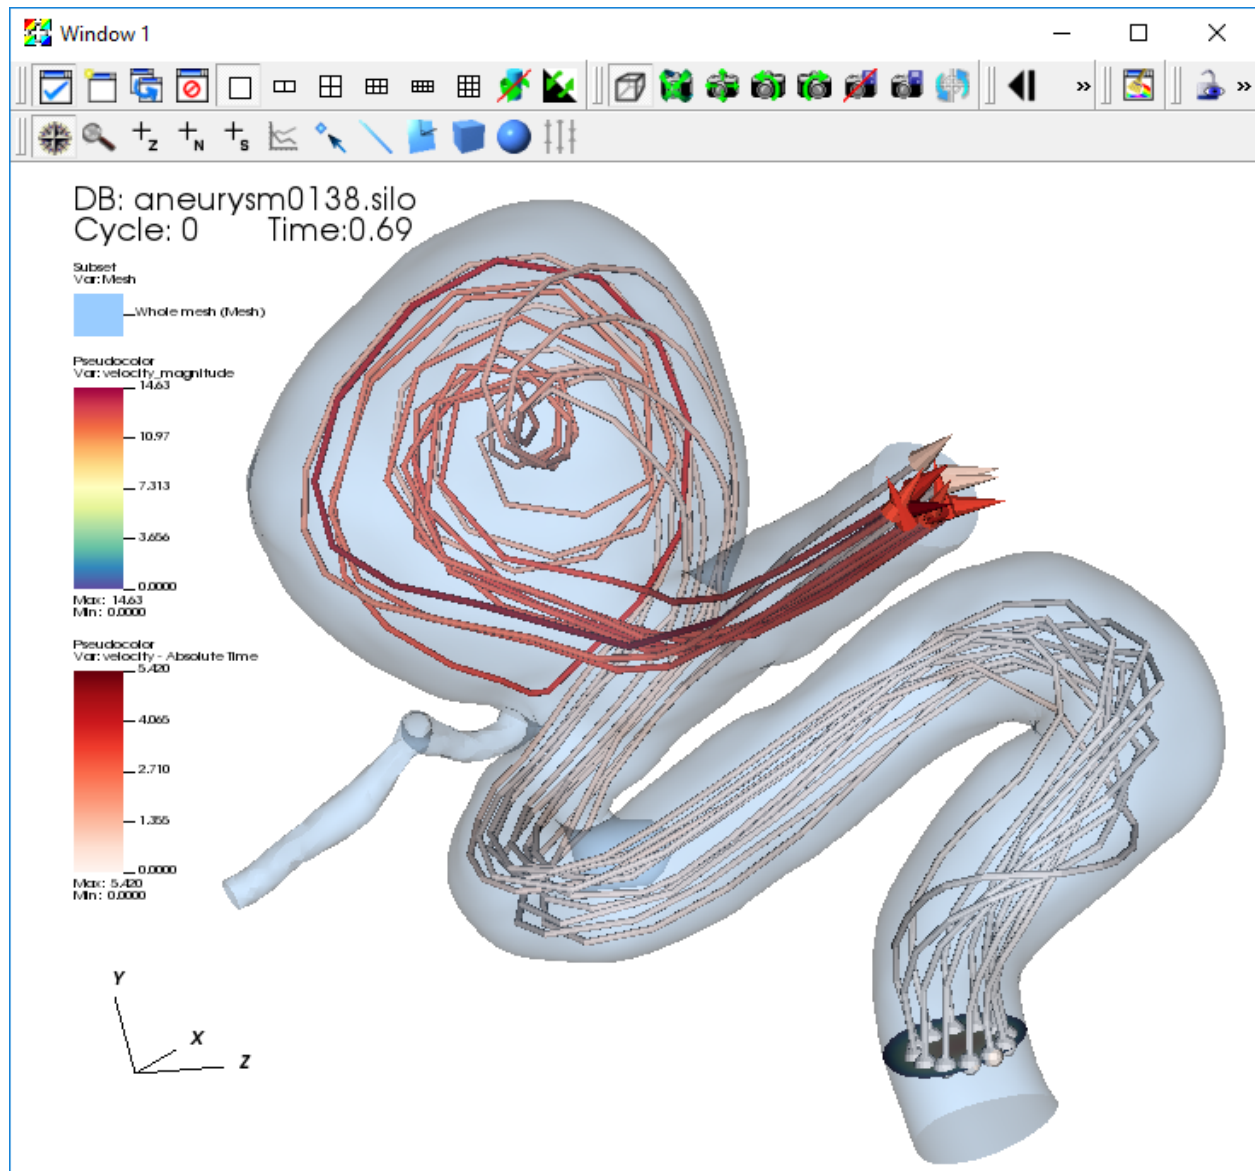 Window 1
Z
N
S
DB: aneurysm0138.silo
Cycle: 0 Time:0.69
Subset
Var: Mesh
Whole mesh (Mesh)
Pseudocolor
Var: velocity_magnitude
14.63
10.97
7.313
3.656
0.0000
Max: 14.63
Min: 0.0000
Pseudocolor
Var: velocity - Absolute Time
5.420
4.065
2.710
1.355
0.0000
Max: 5.420
Min: 0.0000
Y
X
Z